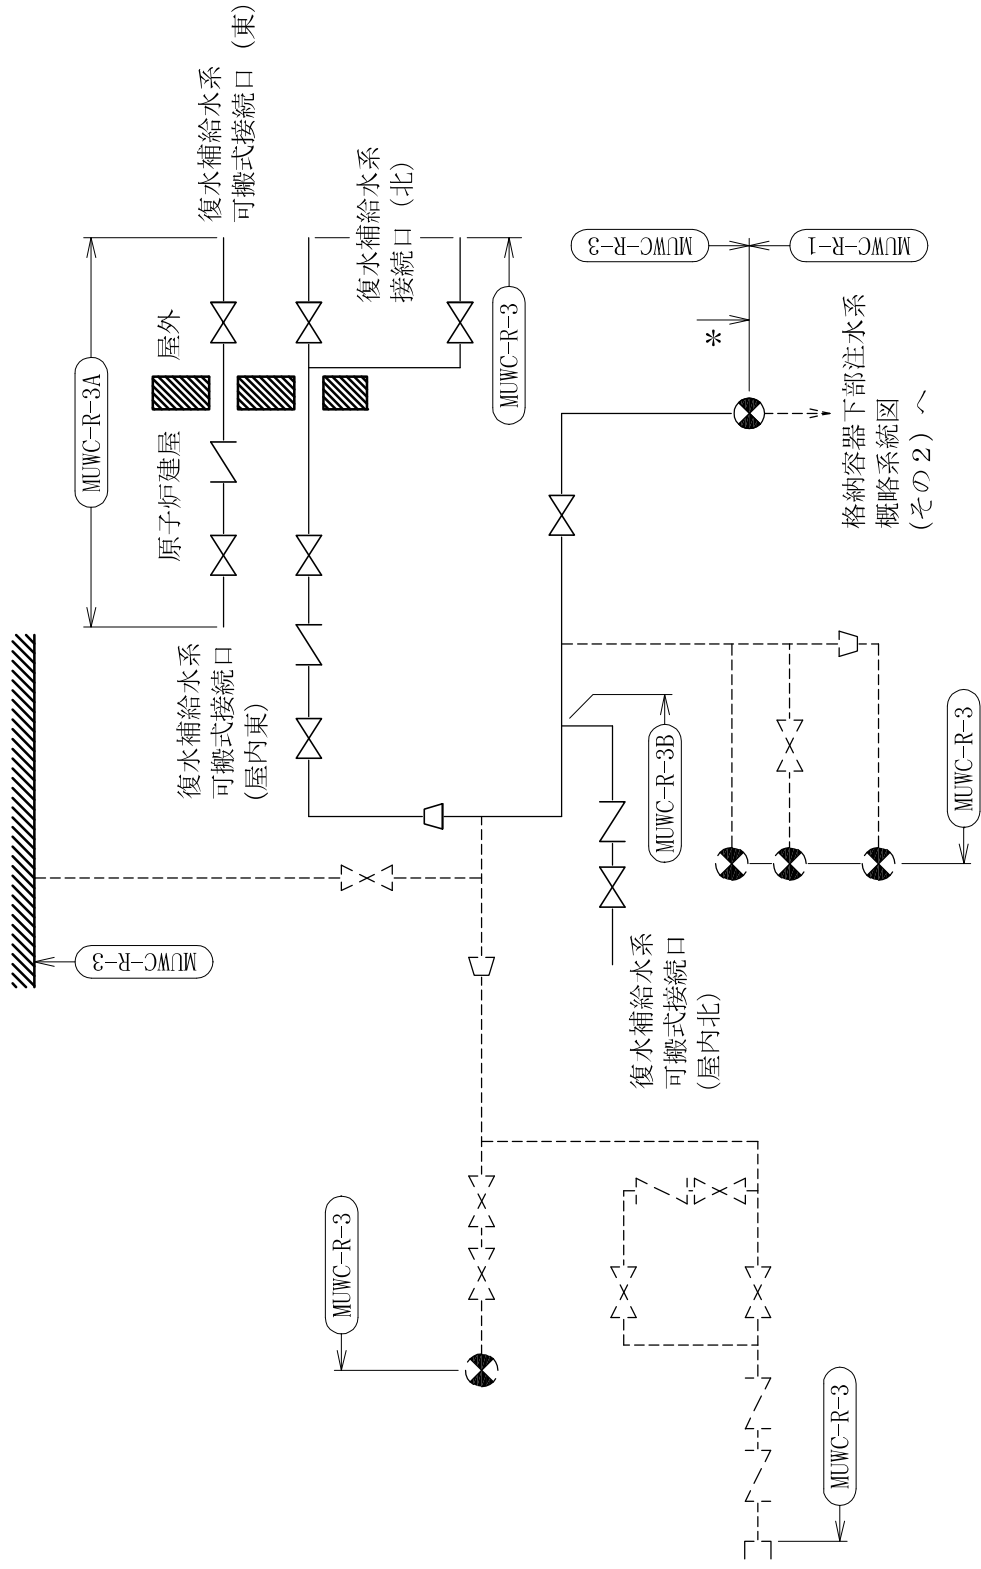 MUWC-R-3
MUWC-R-3
MUWC-R-3
復水補給水系
可搬式接続口
(屋内北)
MUWC-R-3B
MUWC-R-3
MUWC-R-3A
原子炉建屋
屋外
復水補給水系
可搬式接続口
(屋内東)
復水補給水系
可搬式接続口 (東)
復水補給水系
接続口 (北)
MUWC-R-3
MUWC-R-3
MUWC-R-1
*
格納容器下部注水系
概略系統図
(その2) へ